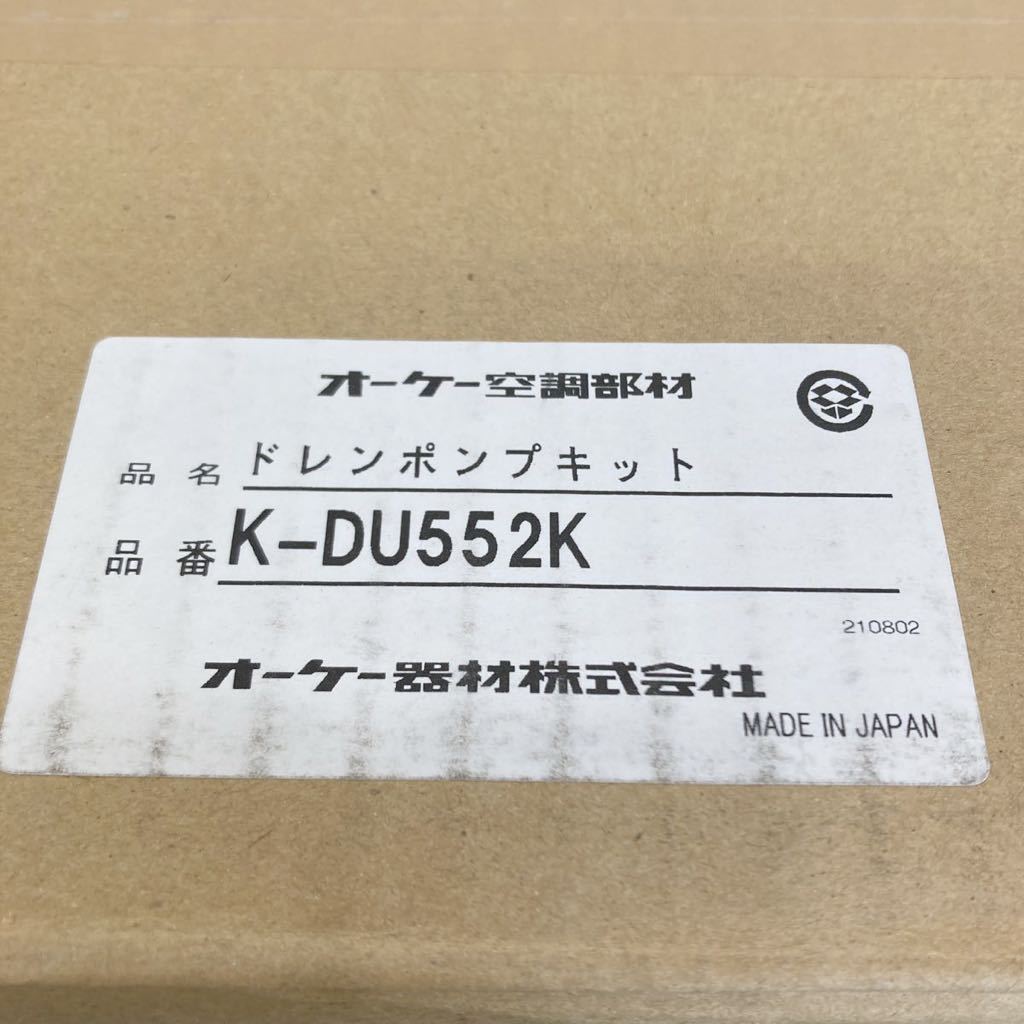 オーケー空調部材
品名 ドレンポンプキット
品番 K-DU552K
210802
オーケー器材株式会社
MADE IN JAPAN